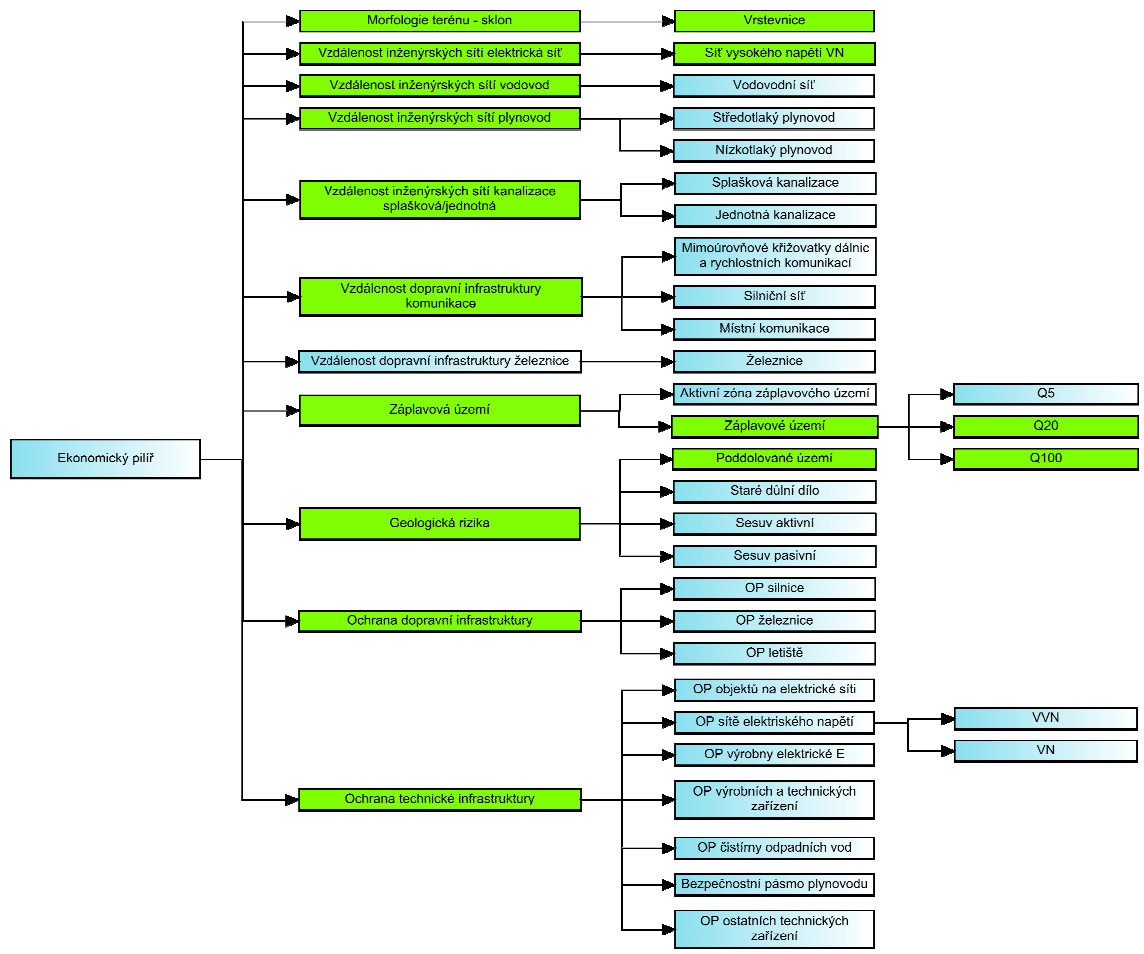 Morfologie terénu - sklon
Vrstevnice
Vzdálenost inženýrských sítí elektrická síť
Síť vysokého napětí VN
Vzdálenost inženýrských sítí vodovod
Vodovodní síť
Vzdálenost inženýrských sítí plynovod
Středotlaký plynovod
Nízkotlaký plynovod
Vzdálenost inženýrských sítí kanalizace
splašková/jednotná
Splašková kanalizace
Jednotná kanalizace
Vzdálenost dopravní infrastruktury
komunikace
Mimoúrovňové křižovatky dálnic
a rychlostních komunikací
Silniční síť
Místní komunikace
Vzdálenost dopravní infrastruktury železnice
Železnice
Záplavová území
Aktivní zóna záplavového území
Záplavové území
Q5
Q20
Q100
Ekonomický pilíř
Geologická rizika
Poddolované území
Staré důlní dílo
Sesuv aktivní
Sesuv pasivní
Ochrana dopravní infrastruktury
OP silnice
OP železnice
OP letiště
Ochrana technické infrastruktury
OP objektů na elektrické síti
OP sítě elektriského napětí
VVN
VN
OP výrobny elektrické E
OP výrobních a technických
zařízení
OP čistírny odpadních vod
Bezpečnostní pásmo plynovodu
OP ostatních technických
zařízení